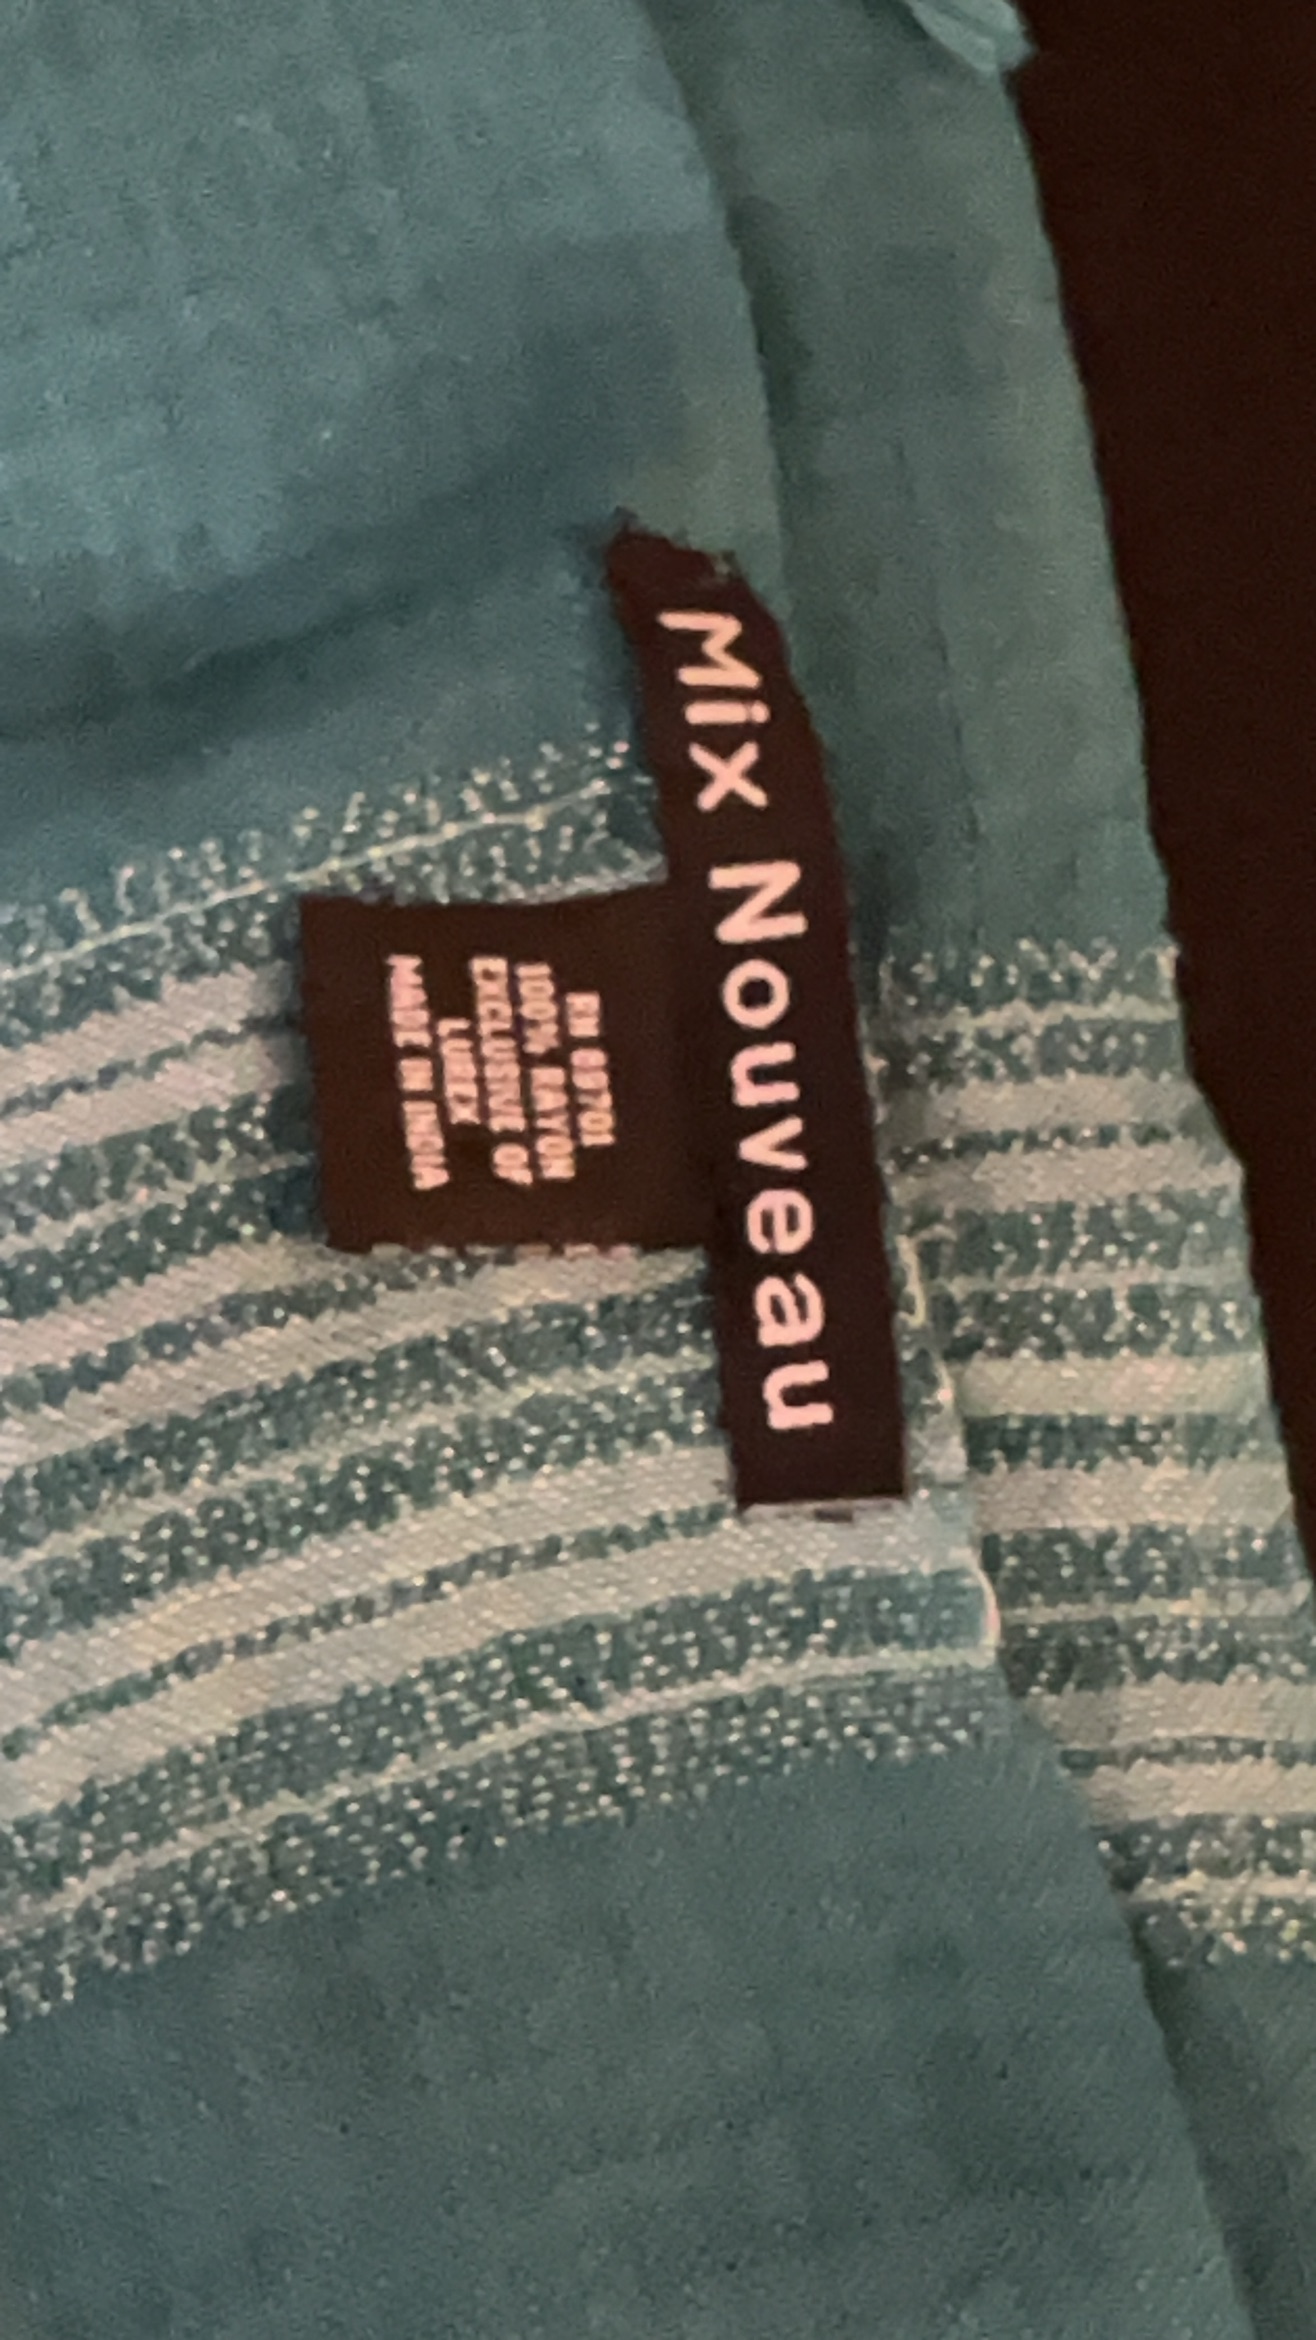 Mix Nouveau
RN 69701
100% RAYON
EXCLUSIVE OF
LUREX
MADE IN INDIA